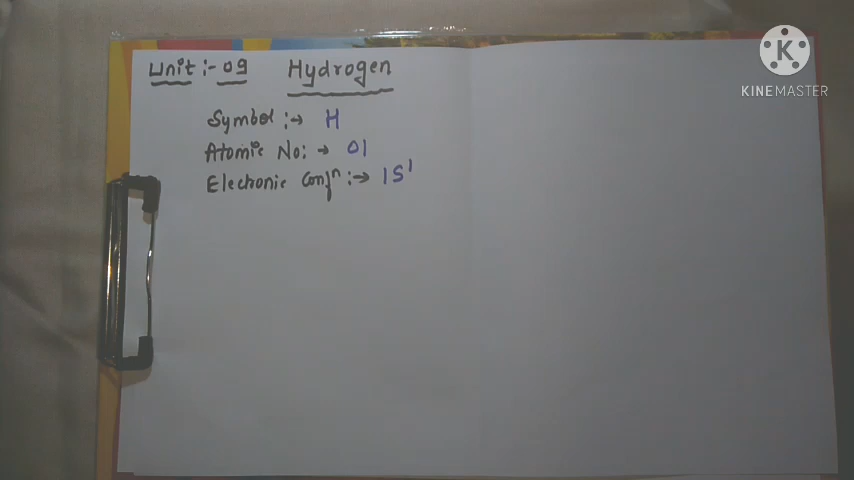 Unit :- 09 Hydrogen
Symbol :→ H
Atomic No: → 01
Electronic Confⁿ :→ 1S¹
K
KINEMASTER